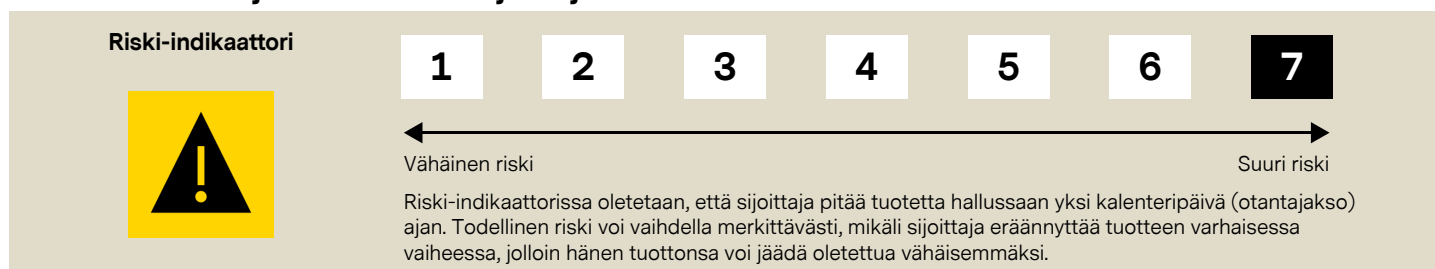 Riski-indikaattori
1 2 3 4 5 6 7
Vähäinen riski Suuri riski
Riski-indikaattorissa oletetaan, että sijoittaja pitää tuotetta hallussaan yksi kalenteripäivä (otantajakso)
ajan. Todellinen riski voi vaihdella merkittävästi, mikäli sijoittaja eräännyttää tuotteen varhaisessa
vaiheessa, jolloin hänen tuottonsa voi jäädä oletettua vähäisemmäksi.